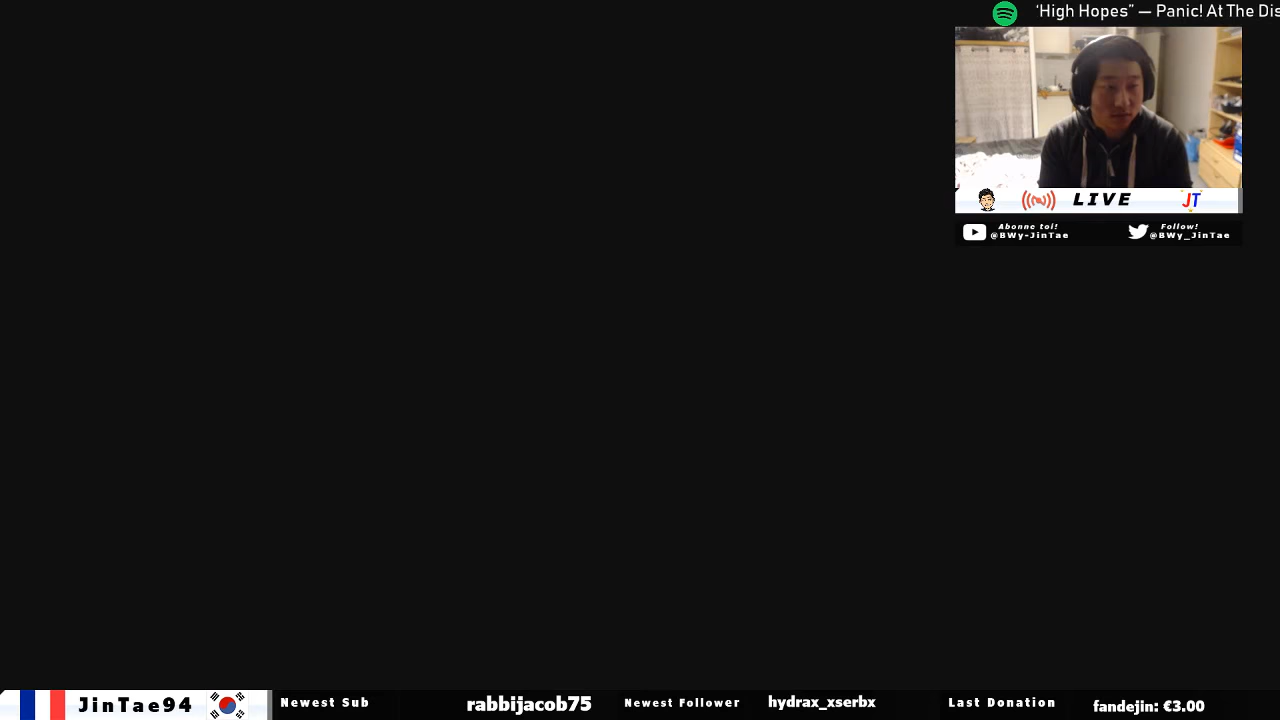 ‘High Hopes” — Panic! At The Dis
LIVE
JT
Abonne toi!
@BWy-JinTae
Follow!
@BWy_JinTae
JinTae94
Newest Sub
rabbijacob75
Newest Follower
hydrax_xserbx
Last Donation
fandejin: €3.00